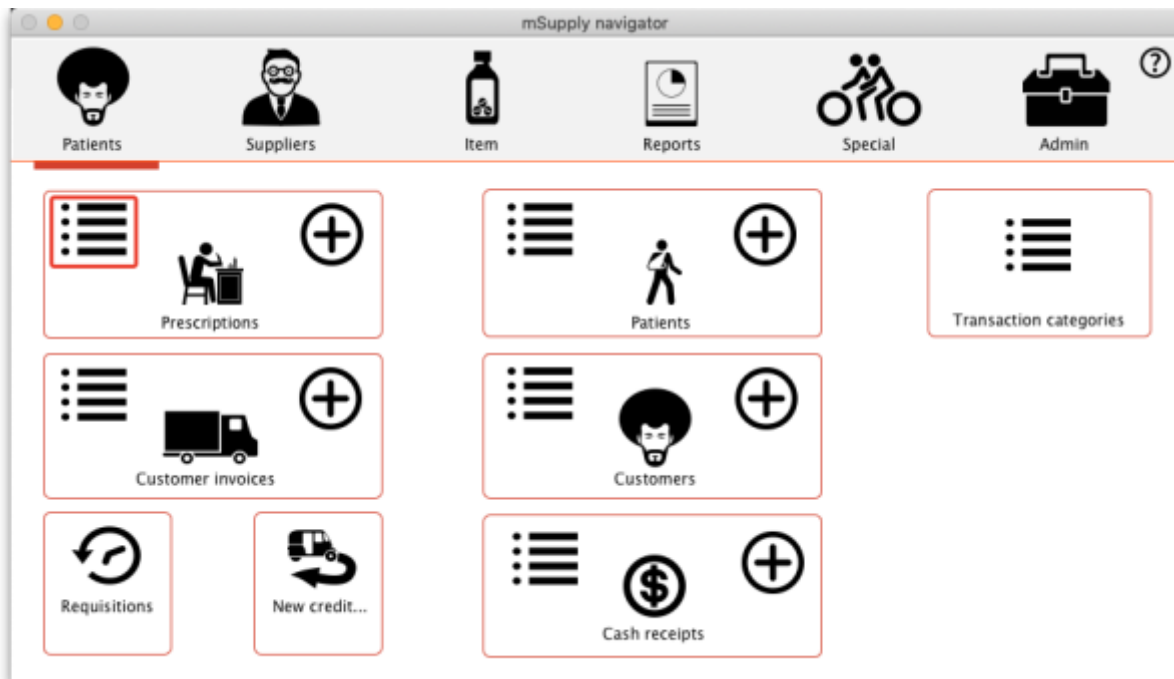 mSupply navigator
?
Patients
Suppliers
Item
Reports
Special
Admin
Prescriptions
Patients
Transaction categories
Customer invoices
Customers
$
Requisitions
New credit...
Cash receipts